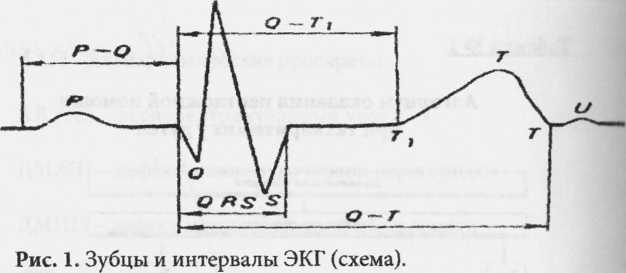 Q – T₁
P – Q
T
P
U
T₁
T
Q
S
QRS
Q – T
Рис. 1. Зубцы и интервалы ЭКГ (схема).